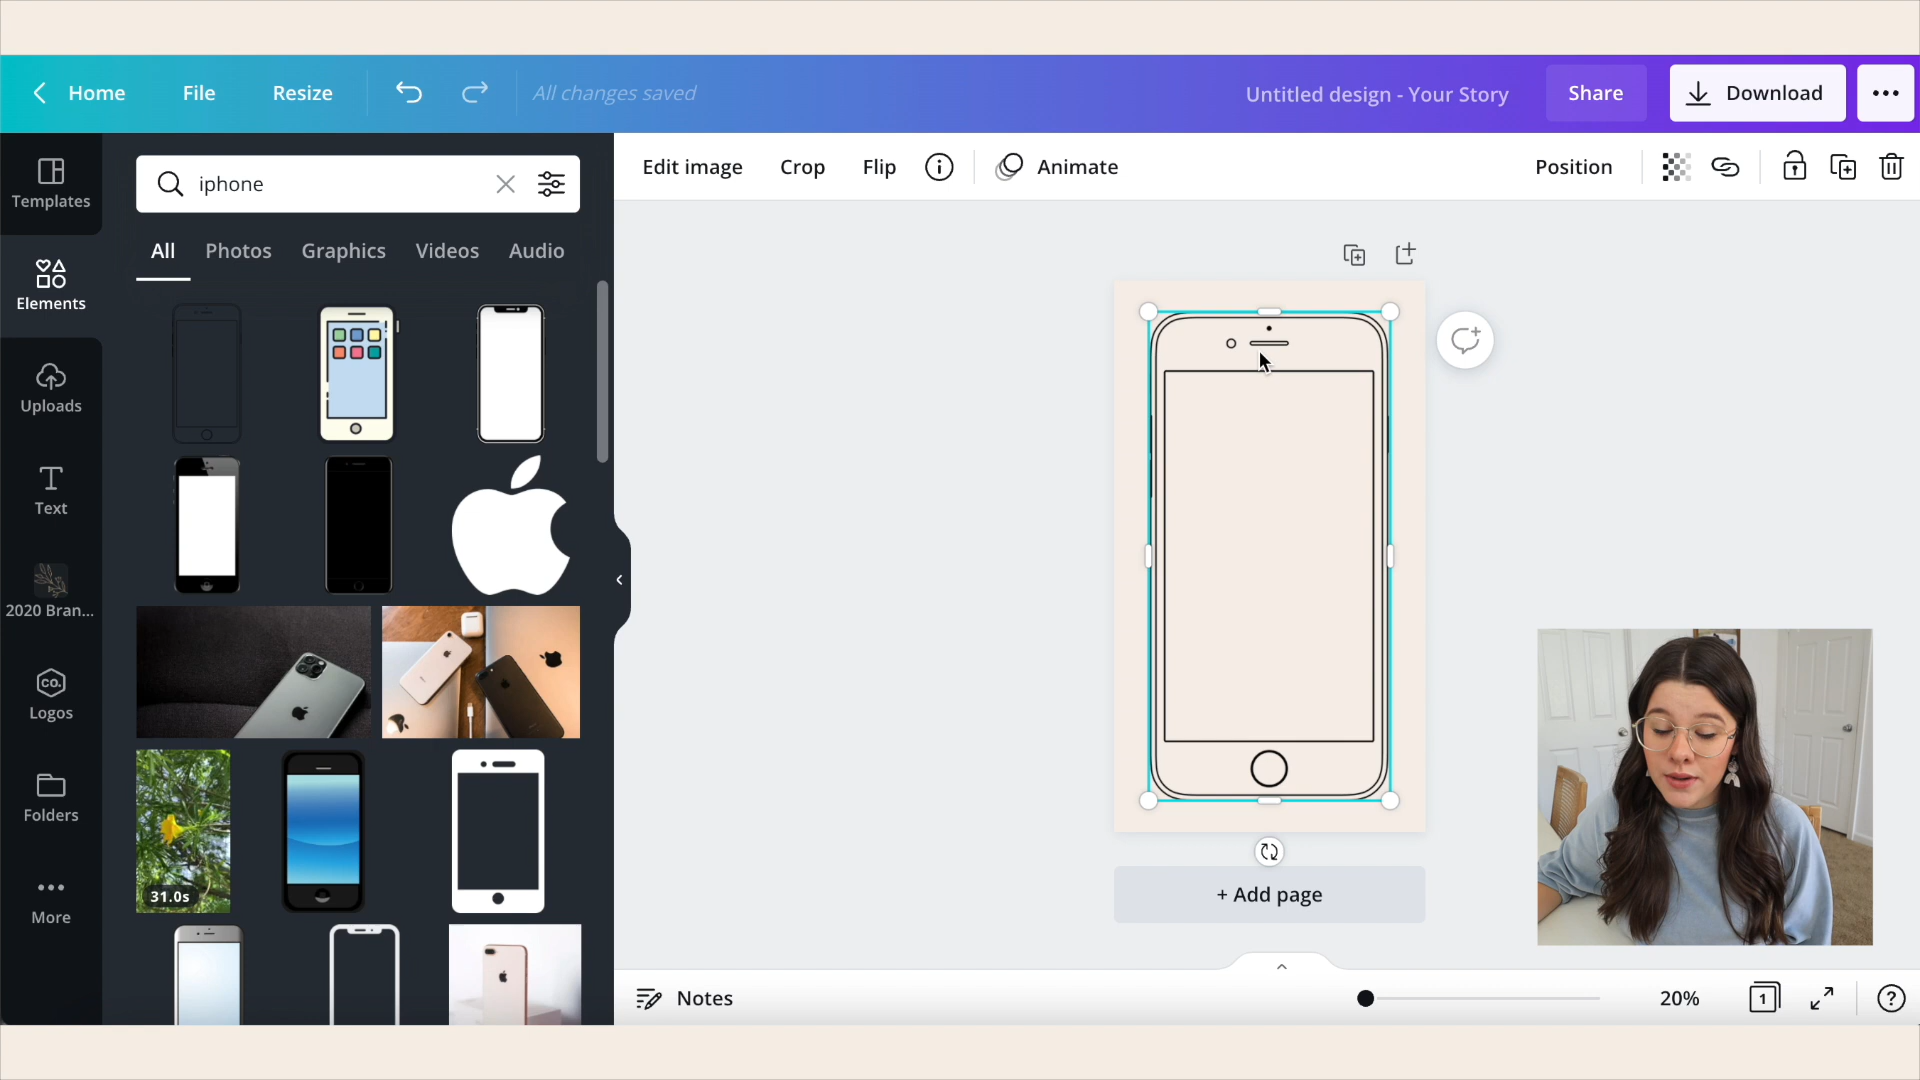 Home File Resize All changes saved Untitled design - Your Story Share Download
Templates
iphone
Edit image Crop Flip Animate Position
All Photos Graphics Videos Audio
Elements
Uploads
Text
2020 Bran...
CO.
Logos
Folders
31.0s
More
+ Add page
Notes 20% 1 ?